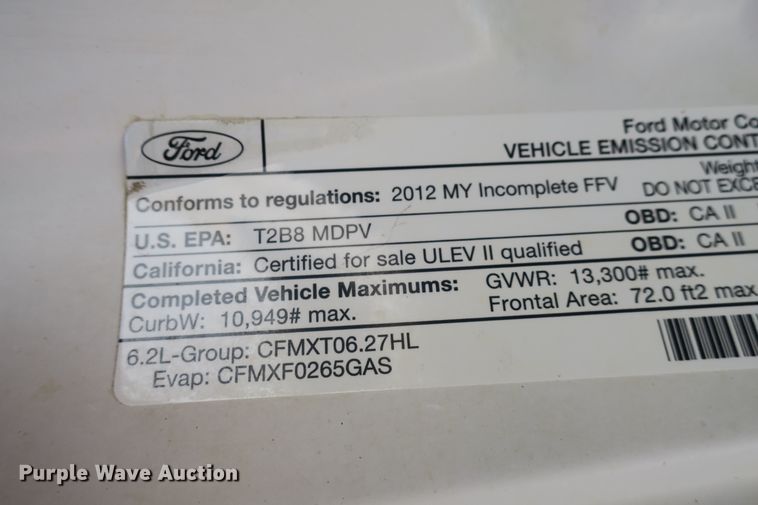 Ford
Ford Motor Co
VEHICLE EMISSION CONT
Conforms to regulations: 2012 MY Incomplete FFV
Weight
DO NOT EXCE
U.S. EPA: T2B8 MDPV OBD: CA II
California: Certified for sale ULEV II qualified OBD: CA II
Completed Vehicle Maximums: GVWR: 13,300# max.
CurbW: 10,949# max. Frontal Area: 72.0 ft2 max
6.2L-Group: CFMXT06.27HL
Evap: CFMXF0265GAS
Purple Wave Auction